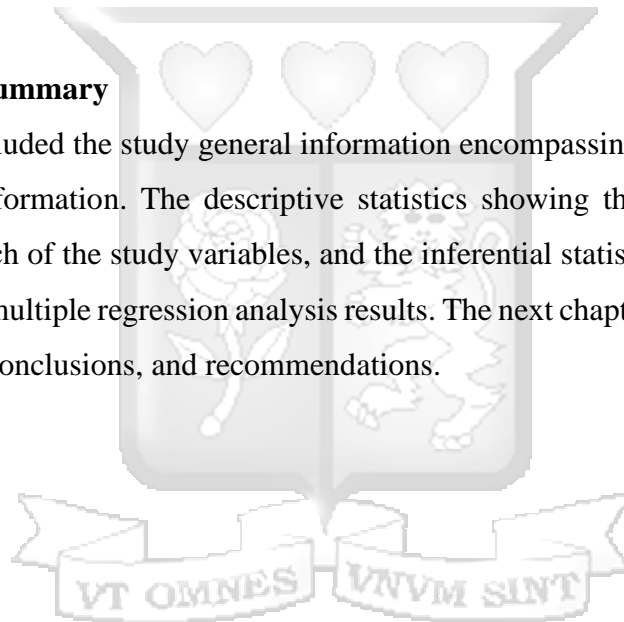 ummary
luded the study general information encompassin
formation. The descriptive statistics showing th
ch of the study variables, and the inferential statis
multiple regression analysis results. The next chapt
onclusions, and recommendations.
VT OMNES VNVM SINT